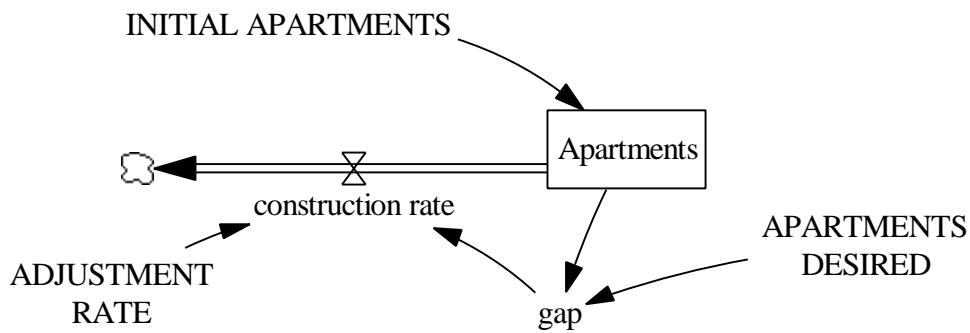 INITIAL APARTMENTS
Apartments
construction rate
APARTMENTS
DESIRED
ADJUSTMENT
RATE
gap